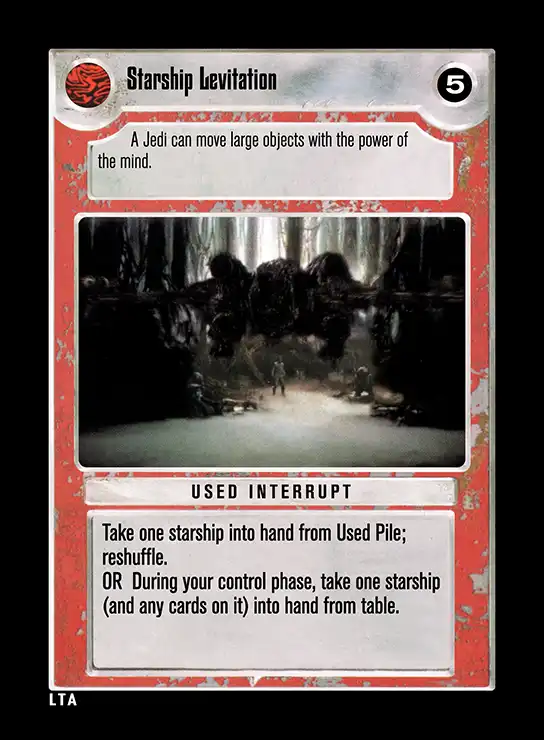 Starship Levitation
5
A Jedi can move large objects with the power of
the mind.
USED INTERRUPT
Take one starship into hand from Used Pile;
reshuffle.
OR During your control phase, take one starship
(and any cards on it) into hand from table.
LTA